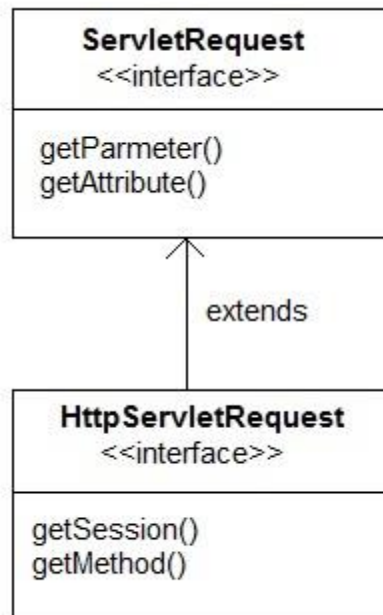 ServletRequest
<<interface>>
getParmeter()
getAttribute()
extends
HttpServletRequest
<<interface>>
getSession()
getMethod()